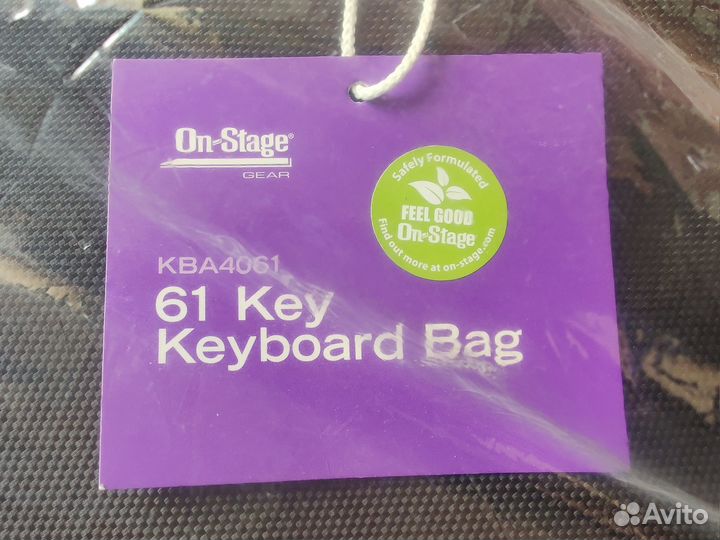 On-Stage®
GEAR
Safely Formulated
FEEL GOOD
On-Stage
Find out more at on-stage.com
KBA4061
61 Key
Keyboard Bag
Avito